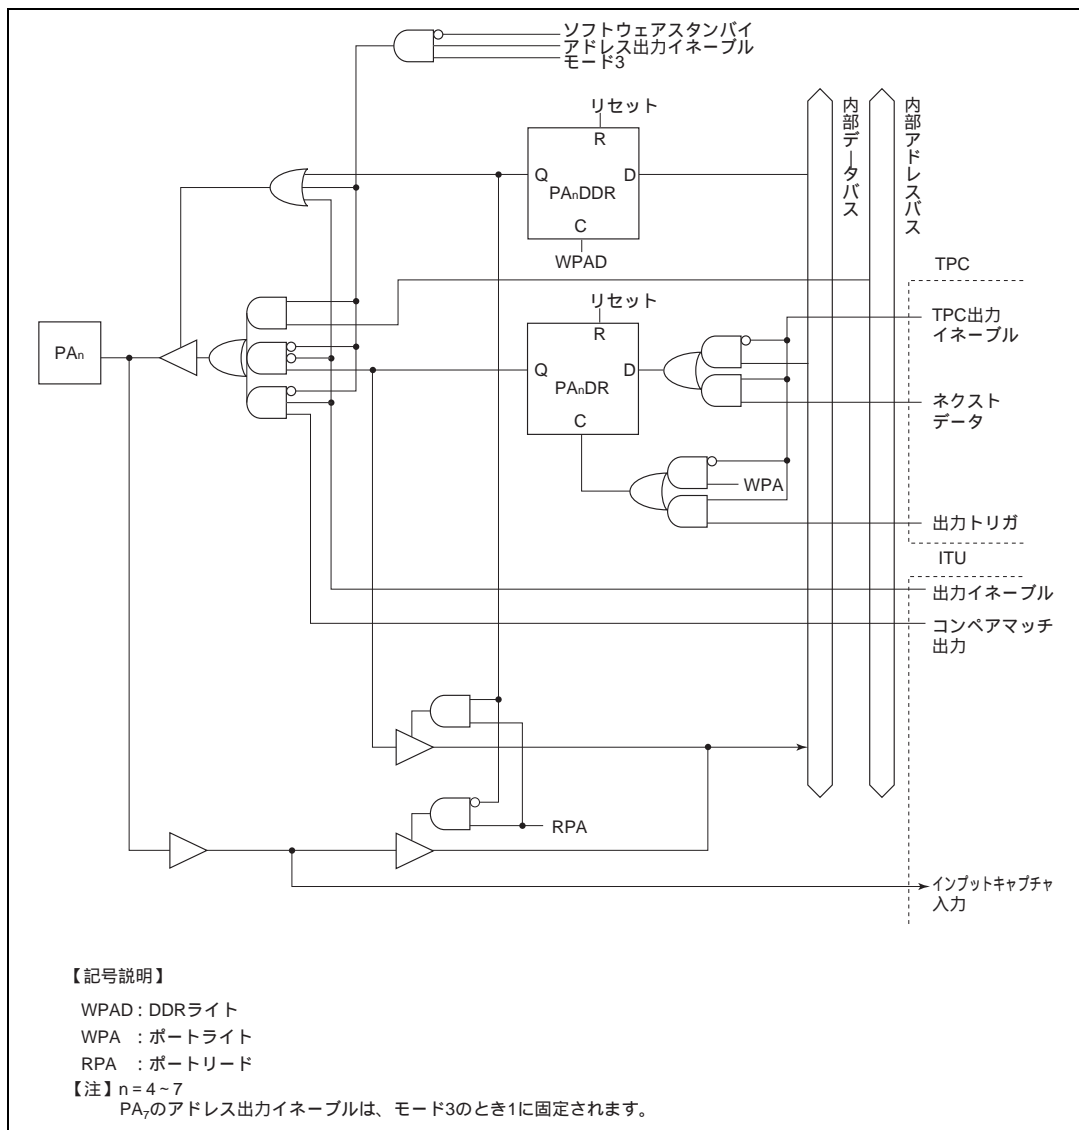 ソフトウェアスタンバイ
アドレス出力イネーブル
モード3
リセット
R
Q
D
PAnDDR
C
WPAD
内部データバス
内部アドレスバス
TPC
リセット
R
Q
D
PAnDR
C
TPC出力
イネーブル
PAn
ネクスト
データ
WPA
出力トリガ
ITU
出力イネーブル
コンペアマッチ
出力
RPA
インプットキャプチャ
入力
【記号説明】
WPAD : DDRライト
WPA : ポートライト
RPA : ポートリード
【注】n = 4~7
PA₇のアドレス出力イネーブルは、モード3のとき1に固定されます。